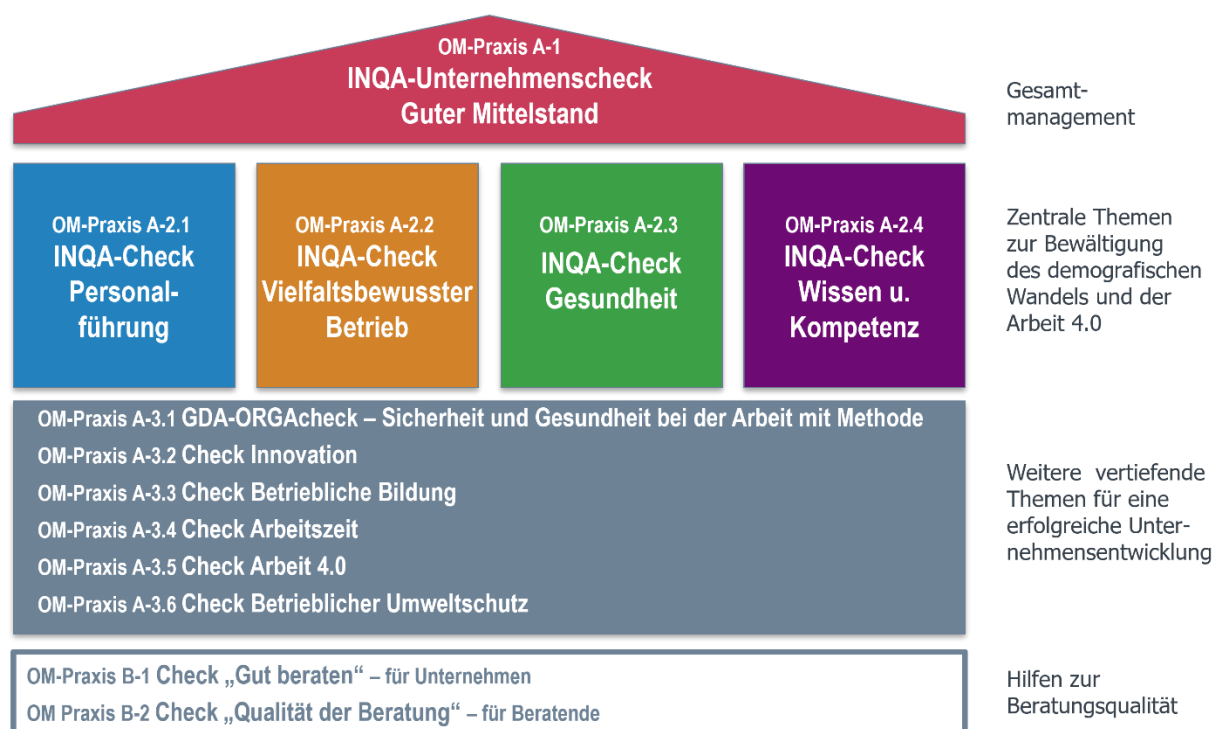 OM-Praxis A-1
INQA-Unternehmenscheck
Guter Mittelstand
Gesamt-
management
OM-Praxis A-2.1
INQA-Check
Personal-
führung
OM-Praxis A-2.2
INQA-Check
Vielfaltsbewusster
Betrieb
OM-Praxis A-2.3
INQA-Check
Gesundheit
OM-Praxis A-2.4
INQA-Check
Wissen u.
Kompetenz
Zentrale Themen
zur Bewältigung
des demografischen
Wandels und der
Arbeit 4.0
OM-Praxis A-3.1 GDA-ORGAcheck – Sicherheit und Gesundheit bei der Arbeit mit Methode
OM-Praxis A-3.2 Check Innovation
OM-Praxis A-3.3 Check Betriebliche Bildung
OM-Praxis A-3.4 Check Arbeitszeit
OM-Praxis A-3.5 Check Arbeit 4.0
OM-Praxis A-3.6 Check Betrieblicher Umweltschutz
Weitere vertiefende
Themen für eine
erfolgreiche Unter-
nehmensentwicklung
OM-Praxis B-1 Check „Gut beraten“ – für Unternehmen
OM Praxis B-2 Check „Qualität der Beratung“ – für Beratende
Hilfen zur
Beratungsqualität